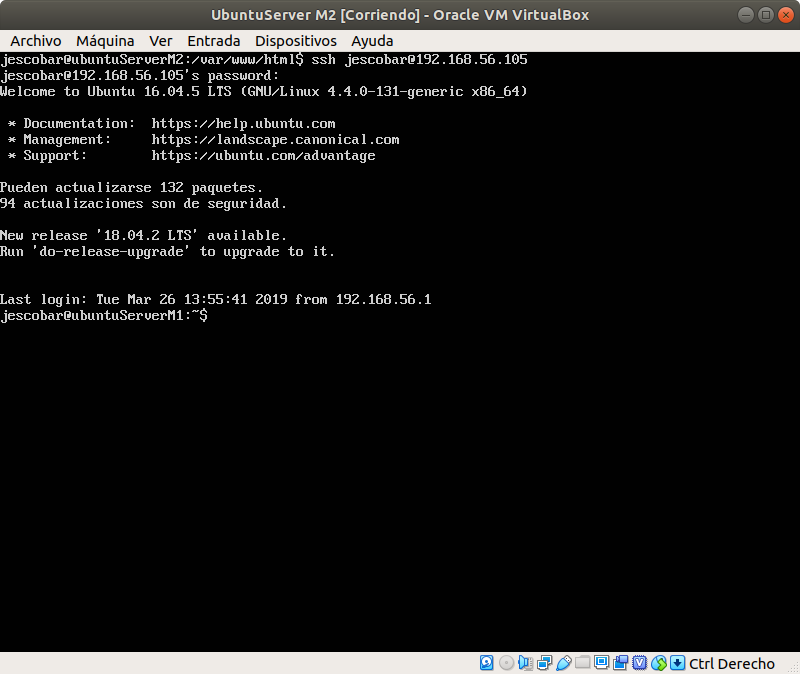 UbuntuServer M2 [Corriendo] - Oracle VM VirtualBox
Archivo Máquina Ver Entrada Dispositivos Ayuda
jescobar@ubuntuServerM2:/var/www/html$ ssh jescobar@192.168.56.105
jescobar@192.168.56.105's password:
Welcome to Ubuntu 16.04.5 LTS (GNU/Linux 4.4.0-131-generic x86_64)
* Documentation: https://help.ubuntu.com
* Management: https://landscape.canonical.com
* Support: https://ubuntu.com/advantage
Pueden actualizarse 132 paquetes.
94 actualizaciones son de seguridad.
New release '18.04.2 LTS' available.
Run 'do-release-upgrade' to upgrade to it.
Last login: Tue Mar 26 13:55:41 2019 from 192.168.56.1
jescobar@ubuntuServerM1:~$
Ctrl Derecho